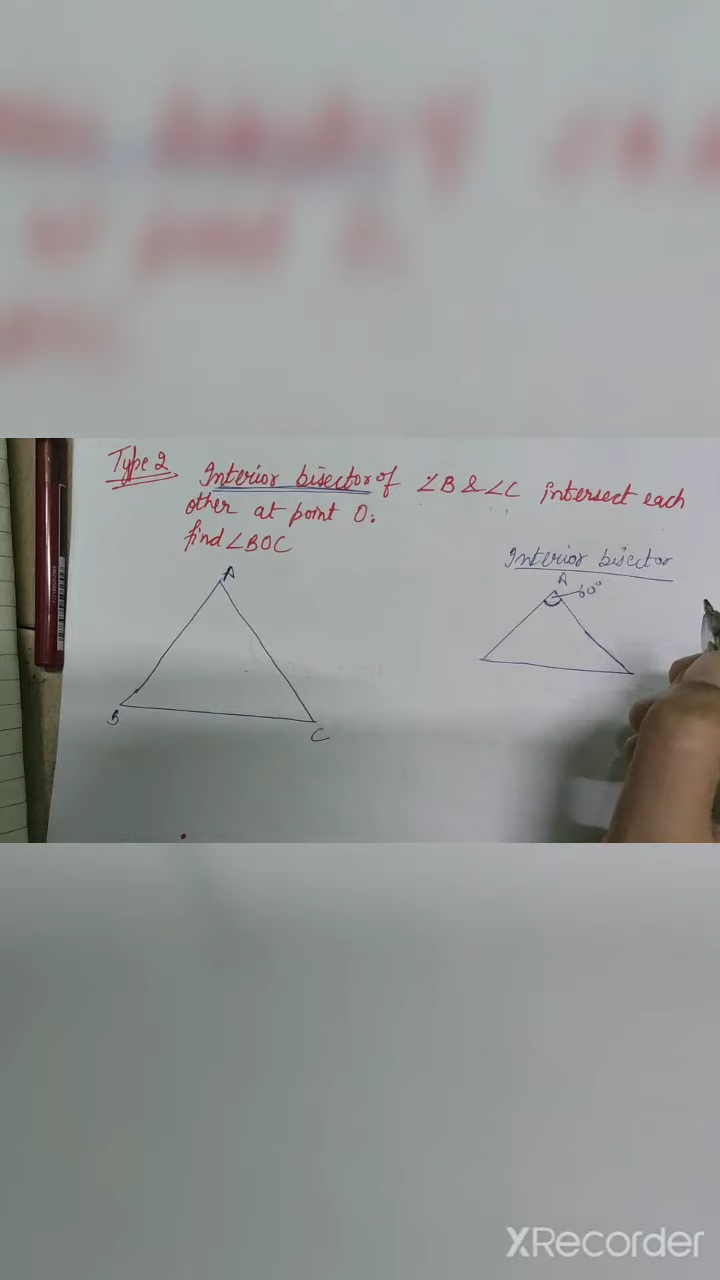 Type 2
Interior bisector of ∠B & ∠C intersect each
other at point O.
find ∠BOC
Interior bisector
A
60°
A
B
C
XRecorder